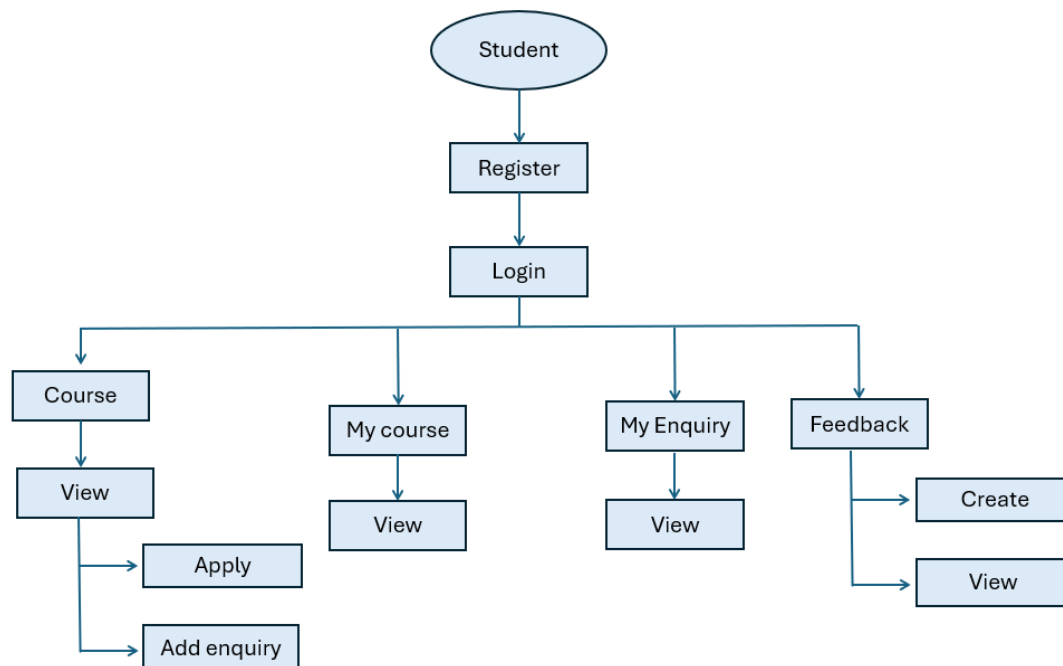 Student
Register
Login
Course
My course
My Enquiry
Feedback
View
View
View
Create
Apply
View
Add enquiry